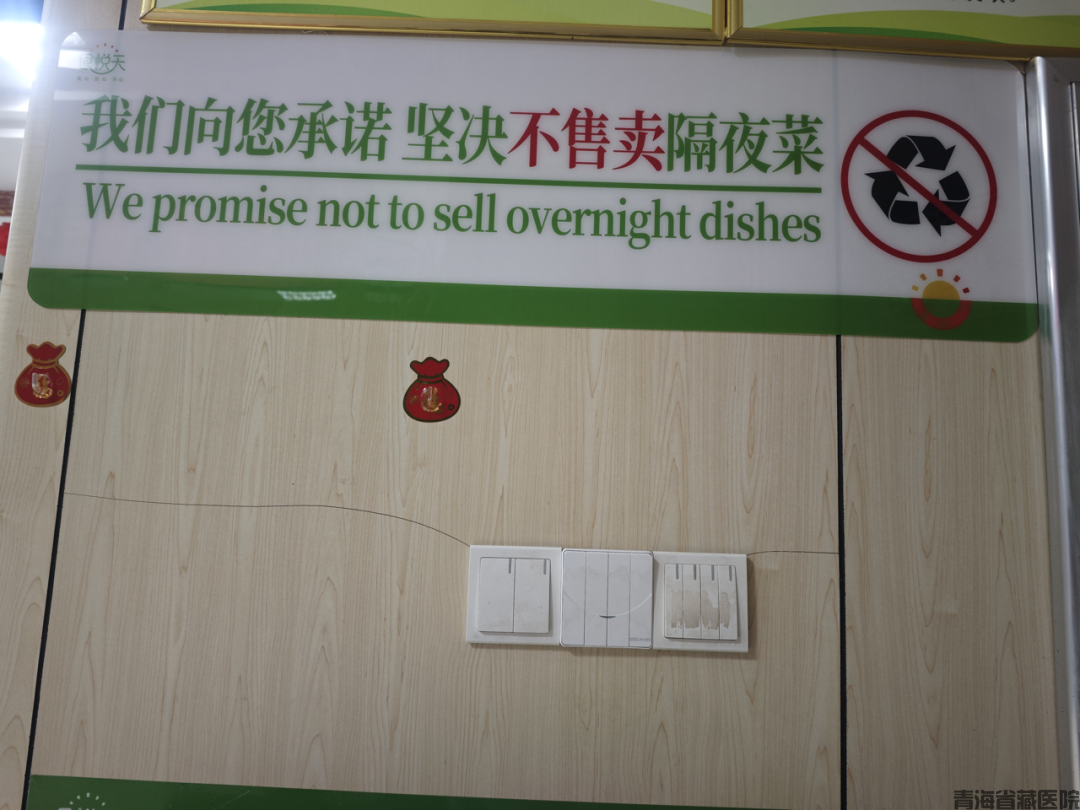 我们向您承诺 坚决不售卖隔夜菜
We promise not to sell overnight dishes
青海省藏医院